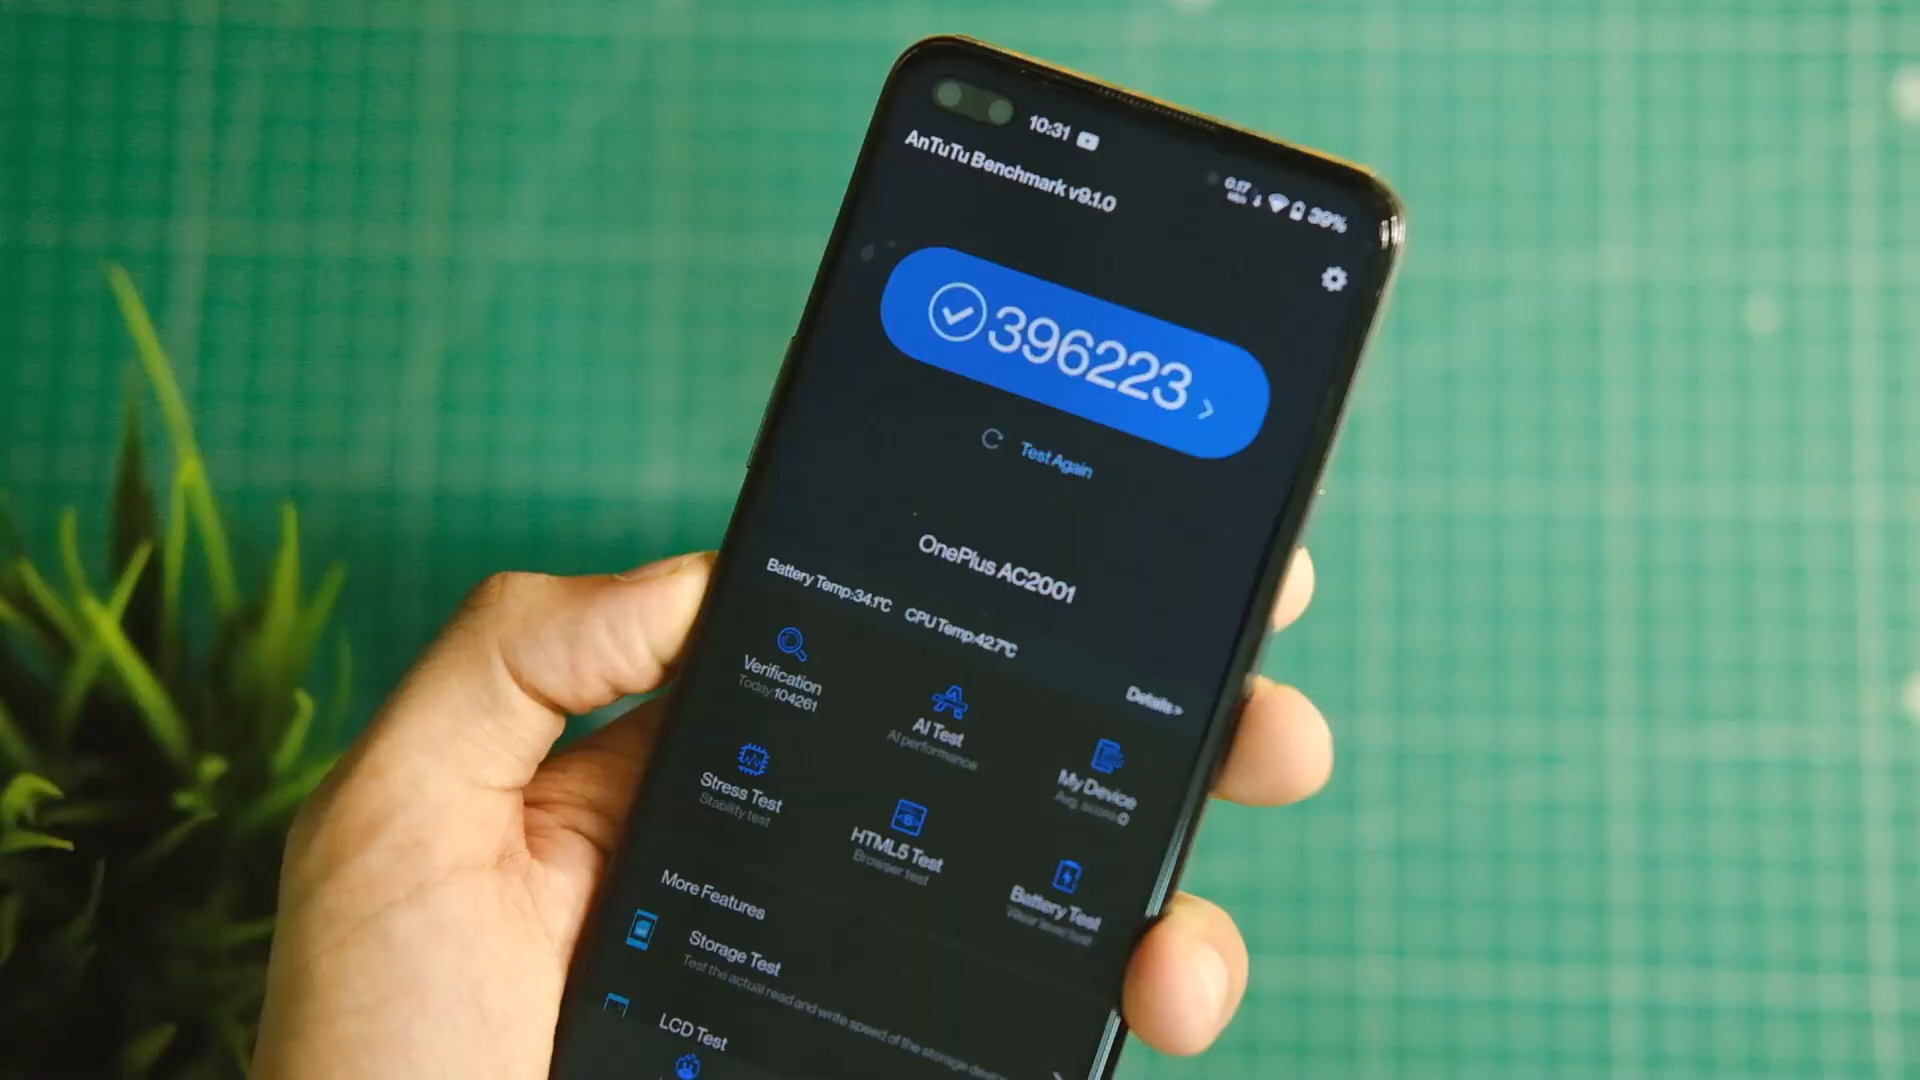 10:31
0.17
39%
AnTuTu Benchmark v9.1.0
396223
Test Again
OnePlus AC2001
Battery Temp:34.1℃ CPU Temp:42.7℃
Details >
Verification
Today:104261
AI Test
AI performance
My Device
Avg. score:0
Stress Test
Stability test
HTML5 Test
Browser test
Battery Test
Wear level test
More Features
Storage Test
Test the actual read and write speed of the storage
LCD Test